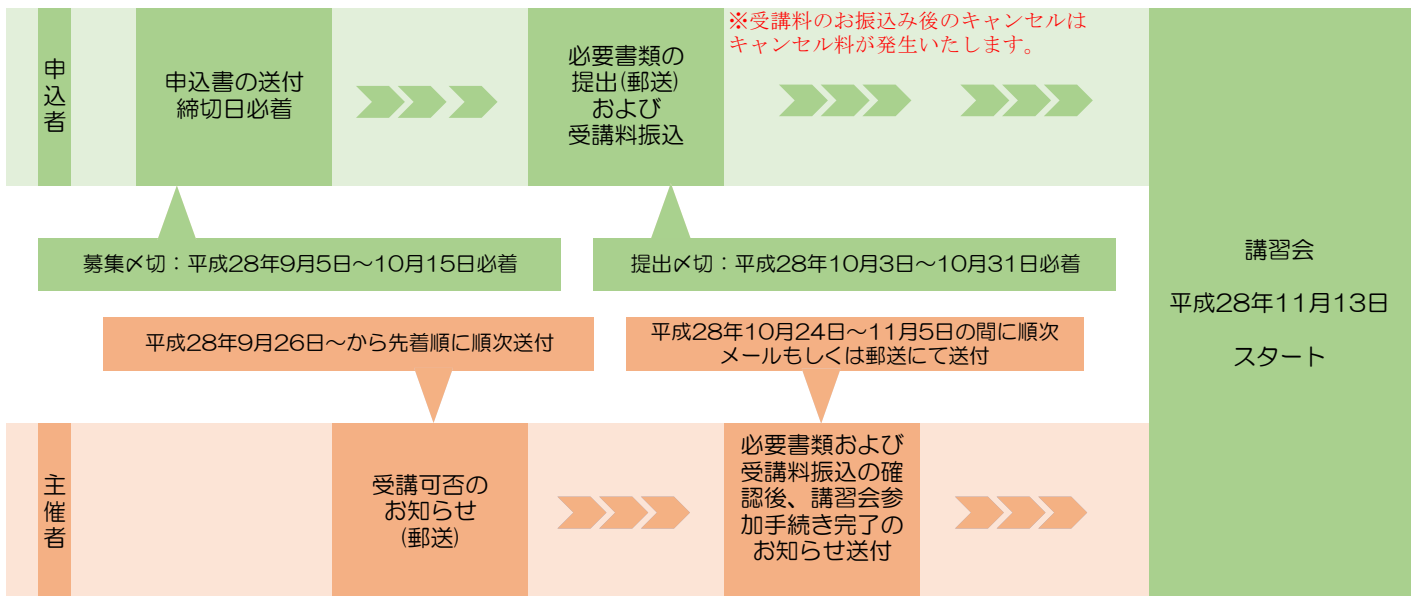 申込者
申込書の送付
締切日必着
必要書類の
提出(郵送)
および
受講料振込
※受講料のお振込み後のキャンセルは
キャンセル料が発生いたします。
募集〆切：平成28年9月5日～10月15日必着
提出〆切：平成28年10月3日～10月31日必着
平成28年9月26日～から先着順に順次送付
平成28年10月24日～11月5日の間に順次
メールもしくは郵送にて送付
主催者
受講可否の
お知らせ
(郵送)
必要書類および
受講料振込の確
認後、講習会参
加手続き完了の
お知らせ送付
講習会
平成28年11月13日
スタート